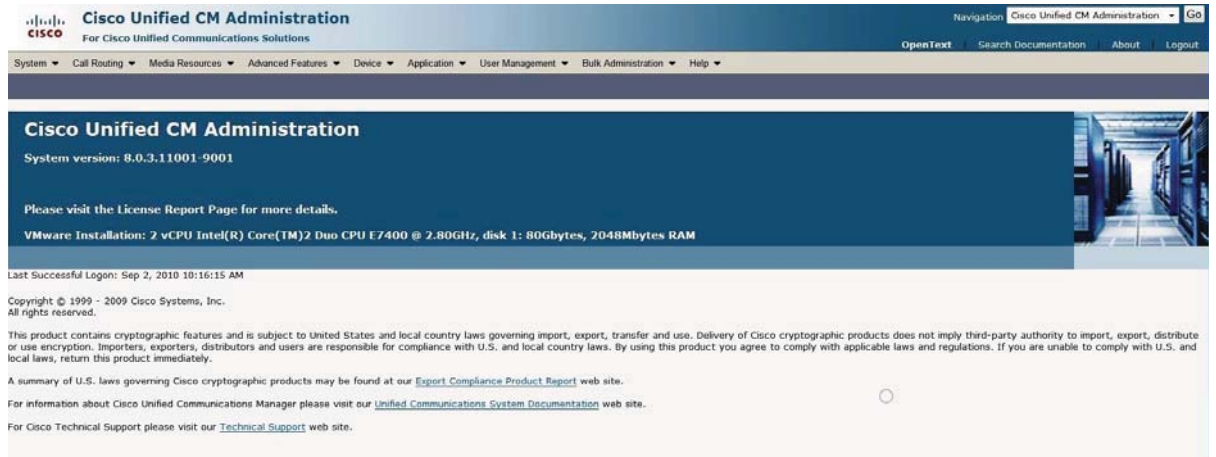 cisco
Cisco Unified CM Administration
For Cisco Unified Communications Solutions
Navigation Cisco Unified CM Administration Go
OpenText Search Documentation About Logout
System Call Routing Media Resources Advanced Features Device Application User Management Bulk Administration Help
Cisco Unified CM Administration
System version: 8.0.3.11001-9001
Please visit the License Report Page for more details.
VMware Installation: 2 vCPU Intel(R) Core(TM)2 Duo CPU E7400 @ 2.80GHz, disk 1: 80Gbytes, 2048Mbytes RAM
Last Successful Logon: Sep 2, 2010 10:16:15 AM
Copyright © 1999 - 2009 Cisco Systems, Inc.
All rights reserved.
This product contains cryptographic features and is subject to United States and local country laws governing import, export, transfer and use. Delivery of Cisco cryptographic products does not imply third-party authority to import, export, distribute
or use encryption. Importers, exporters, distributors and users are responsible for compliance with U.S. and local country laws. By using this product you agree to comply with applicable laws and regulations. If you are unable to comply with U.S. and
local laws, return this product immediately.
A summary of U.S. laws governing Cisco cryptographic products may be found at our Export Compliance Product Report web site.
For information about Cisco Unified Communications Manager please visit our Unified Communications System Documentation web site.
For Cisco Technical Support please visit our Technical Support web site.